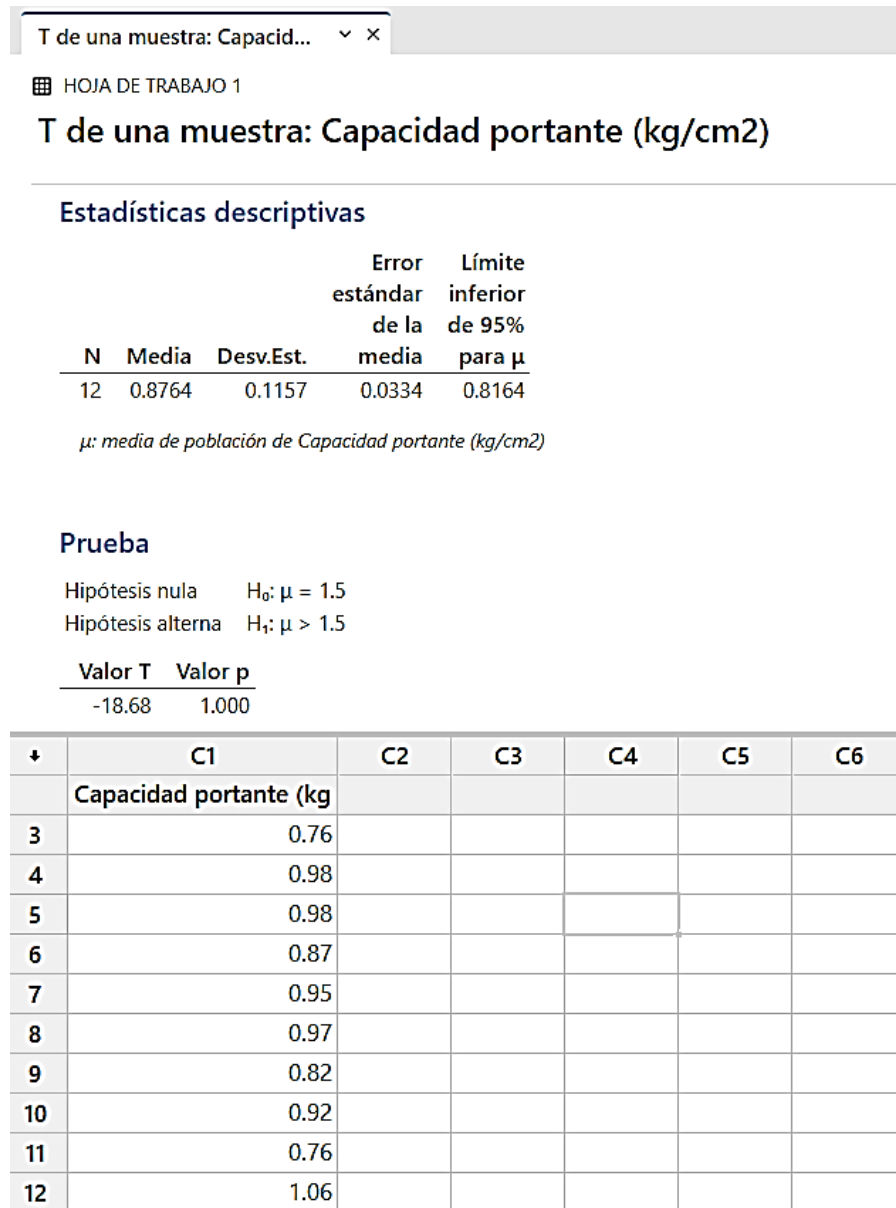 T de una muestra: Capacid...
HOJA DE TRABAJO 1
T de una muestra: Capacidad portante (kg/cm2)
Estadísticas descriptivas
Error Límite
estándar inferior
de la de 95%
N Media Desv.Est. media para μ
12 0.8764 0.1157 0.0334 0.8164
μ: media de población de Capacidad portante (kg/cm2)
Prueba
Hipótesis nula H₀: μ = 1.5
Hipótesis alterna H₁: μ > 1.5
Valor T Valor p
-18.68 1.000
C1 C2 C3 C4 C5 C6
Capacidad portante (kg
3 0.76
4 0.98
5 0.98
6 0.87
7 0.95
8 0.97
9 0.82
10 0.92
11 0.76
12 1.06